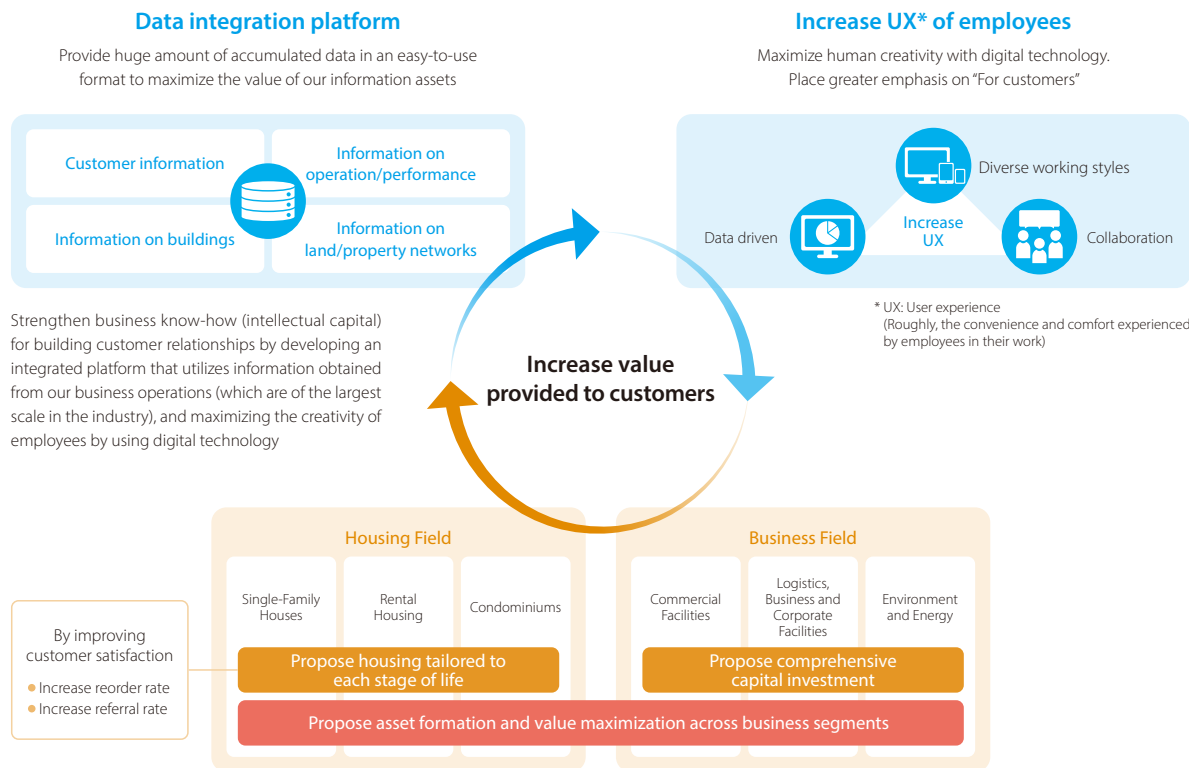 Data integration platform
Provide huge amount of accumulated data in an easy-to-use
format to maximize the value of our information assets
Customer information
Information on
operation/performance
Information on buildings
Information on
land/property networks
Strengthen business know-how (intellectual capital)
for building customer relationships by developing an
integrated platform that utilizes information obtained
from our business operations (which are of the largest
scale in the industry), and maximizing the creativity of
employees by using digital technology
Increase UX* of employees
Maximize human creativity with digital technology.
Place greater emphasis on “For customers”
Diverse working styles
Data driven
Increase
UX
Collaboration
* UX: User experience
(Roughly, the convenience and comfort experienced
by employees in their work)
Increase value
provided to customers
Housing Field
Single-Family
Houses
Rental
Housing
Condominiums
Propose housing tailored to
each stage of life
Business Field
Commercial
Facilities
Logistics,
Business and
Corporate
Facilities
Environment
and Energy
Propose comprehensive
capital investment
Propose asset formation and value maximization across business segments
By improving
customer satisfaction
● Increase reorder rate
● Increase referral rate